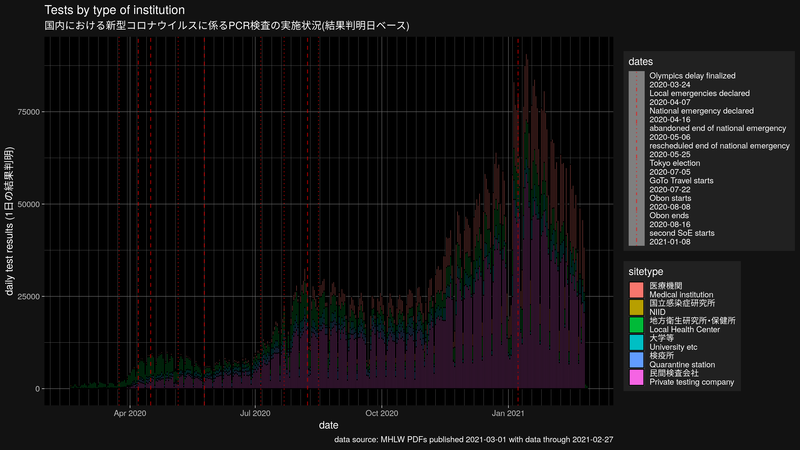 Tests by type of institution
国内における新型コロナウイルスに係るPCR検査の実施状況(結果判明日ベース)
daily test results (1日の結果判明)
75000
50000
25000
0
Apr 2020
Jul 2020
Oct 2020
Jan 2021
date
data source: MHLW PDFs published 2021-03-01 with data through 2021-02-27
dates
Olympics delay finalized
2020-03-24
Local emergencies declared
2020-04-07
National emergency declared
2020-04-16
abandoned end of national emergency
2020-05-06
rescheduled end of national emergency
2020-05-25
Tokyo election
2020-07-05
GoTo Travel starts
2020-07-22
Obon starts
2020-08-08
Obon ends
2020-08-16
second SoE starts
2021-01-08
sitetype
医療機関
Medical institution
国立感染症研究所
NIID
地方衛生研究所・保健所
Local Health Center
大学等
University etc
検疫所
Quarantine station
民間検査会社
Private testing company